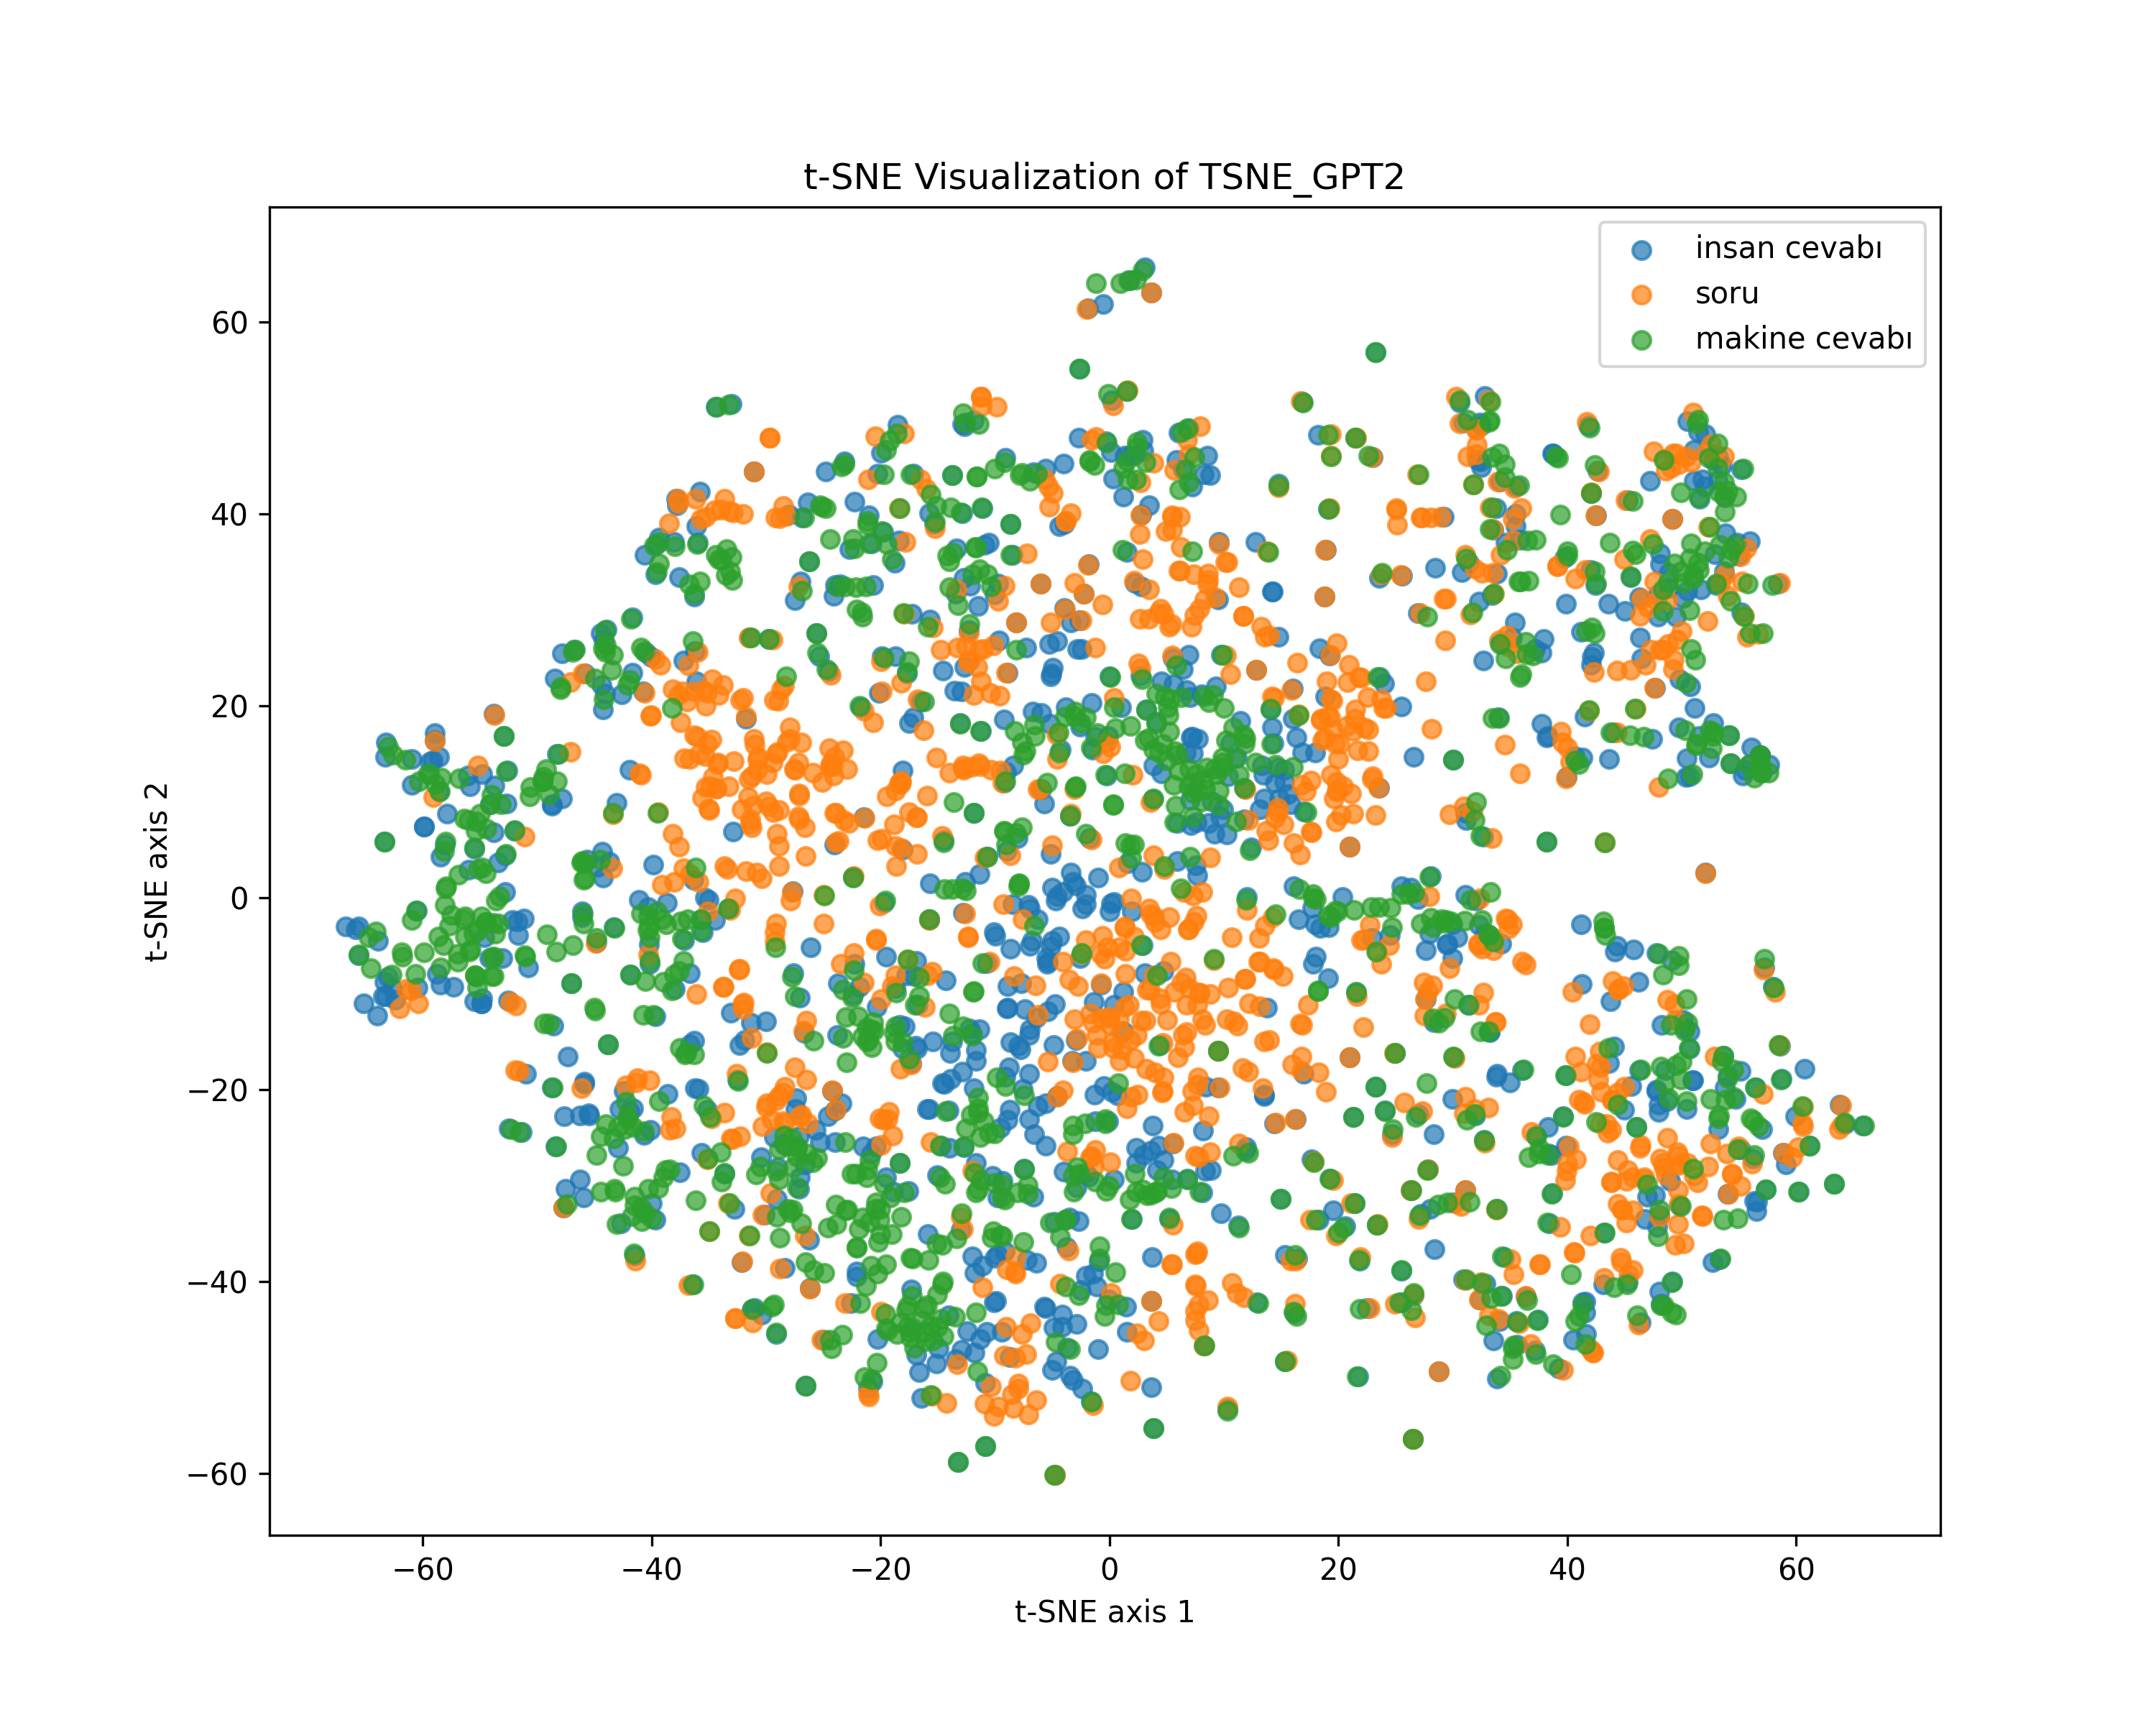 t-SNE Visualization of TSNE_GPT2
insan cevabı
soru
makine cevabı
60
40
20
0
−20
−40
−60
t-SNE axis 2
−60
−40
−20
0
20
40
60
t-SNE axis 1